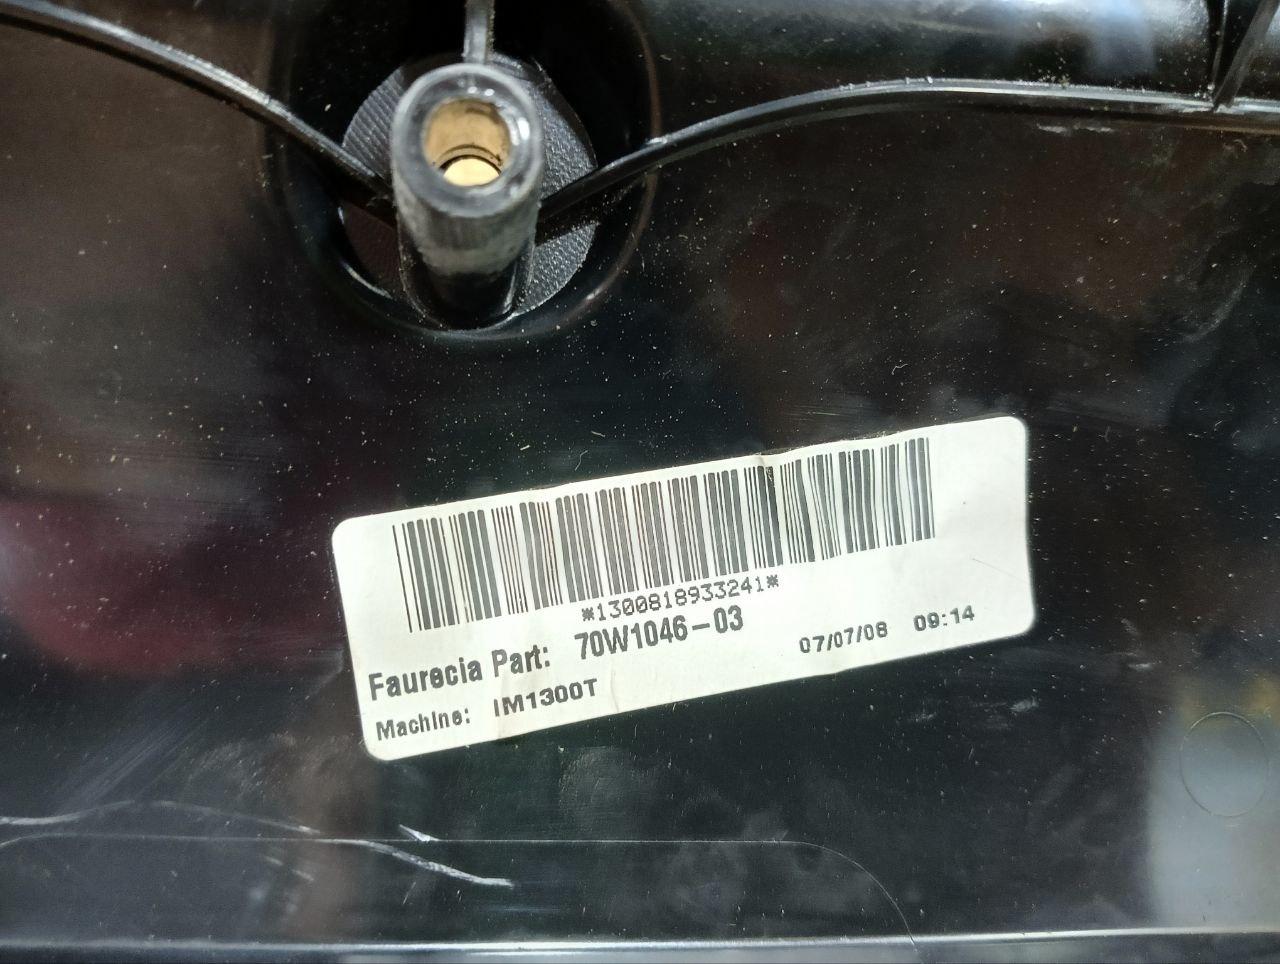 *1300818933241*
Faurecia Part: 70W1046-03
07/07/08 09:14
Machine: IM1300T